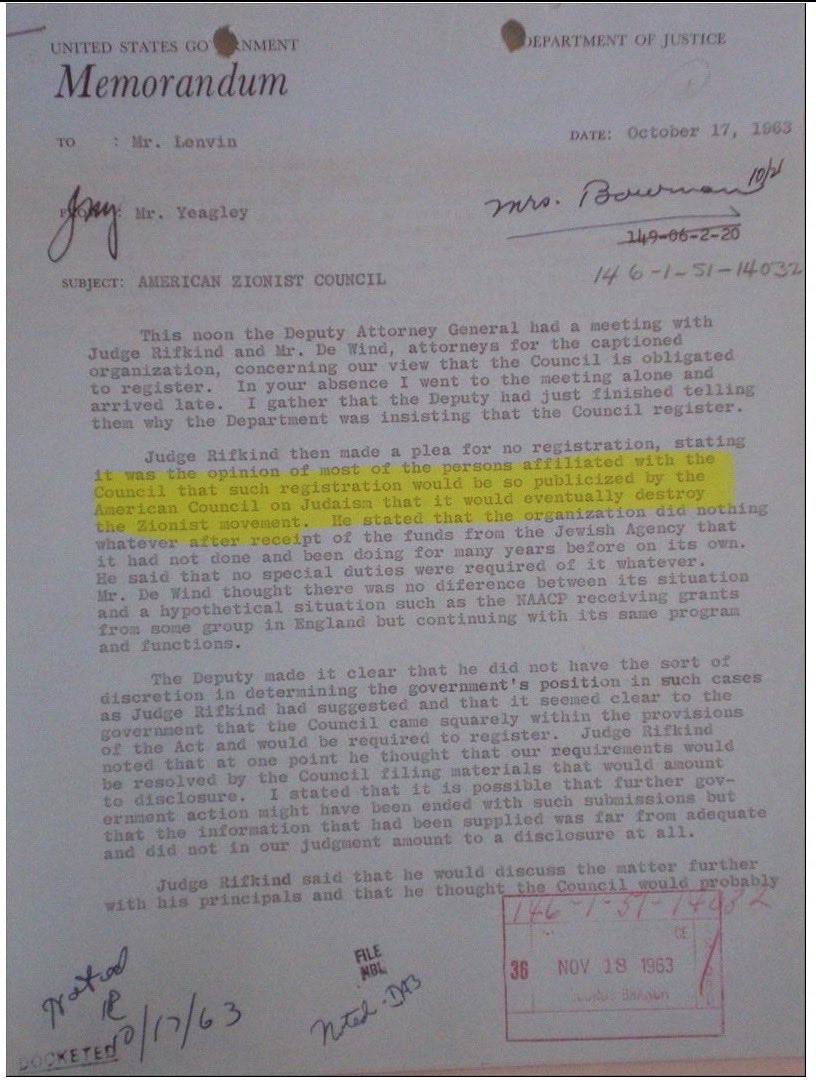 UNITED STATES GO RNMENT
DEPARTMENT OF JUSTICE
Memorandum
TO : Mr. Lenvin
DATE: October 17, 1963
Mrs. Bowman 10/21
: Mr. Yeagley
149-06-2-20
146-1-51-14032
SUBJECT: AMERICAN ZIONIST COUNCIL
This noon the Deputy Attorney General had a meeting with
Judge Rifkind and Mr. De Wind, attorneys for the captioned
organization, concerning our view that the Council is obligated
to register. In your absence I went to the meeting alone and
arrived late. I gather that the Deputy had just finished telling
them why the Department was insisting that the Council register.
Judge Rifkind then made a plea for no registration, stating
it was the opinion of most of the persons affiliated with the
Council that such registration would be so publicized by the
American Council on Judaism that it would eventually destroy
the Zionist movement. He stated that the organization did nothing
whatever after receipt of the funds from the Jewish Agency that
it had not done and been doing for many years before on its own.
He said that no special duties were required of it whatever.
Mr. De Wind thought there was no diference between its situation
and a hypothetical situation such as the NAACP receiving grants
from some group in England but continuing with its same program
and functions.
The Deputy made it clear that he did not have the sort of
discretion in determining the government's position in such cases
as Judge Rifkind had suggested and that it seemed clear to the
government that the Council came squarely within the provisions
of the Act and would be required to register. Judge Rifkind
noted that at one point he thought that our requirements would
be resolved by the Council filing materials that would amount
to disclosure. I stated that it is possible that further gov-
ernment action might have been ended with such submissions but
that the information that had been supplied was far from adequate
and did not in our judgment amount to a disclosure at all.
Judge Rifkind said that he would discuss the matter further
with his principals and that he thought the Council would probably
146-1-51-14032
36 NOV 18 1963
FILE
NBL
Noted
10/17/63
Noted-DAB
DOCKETED